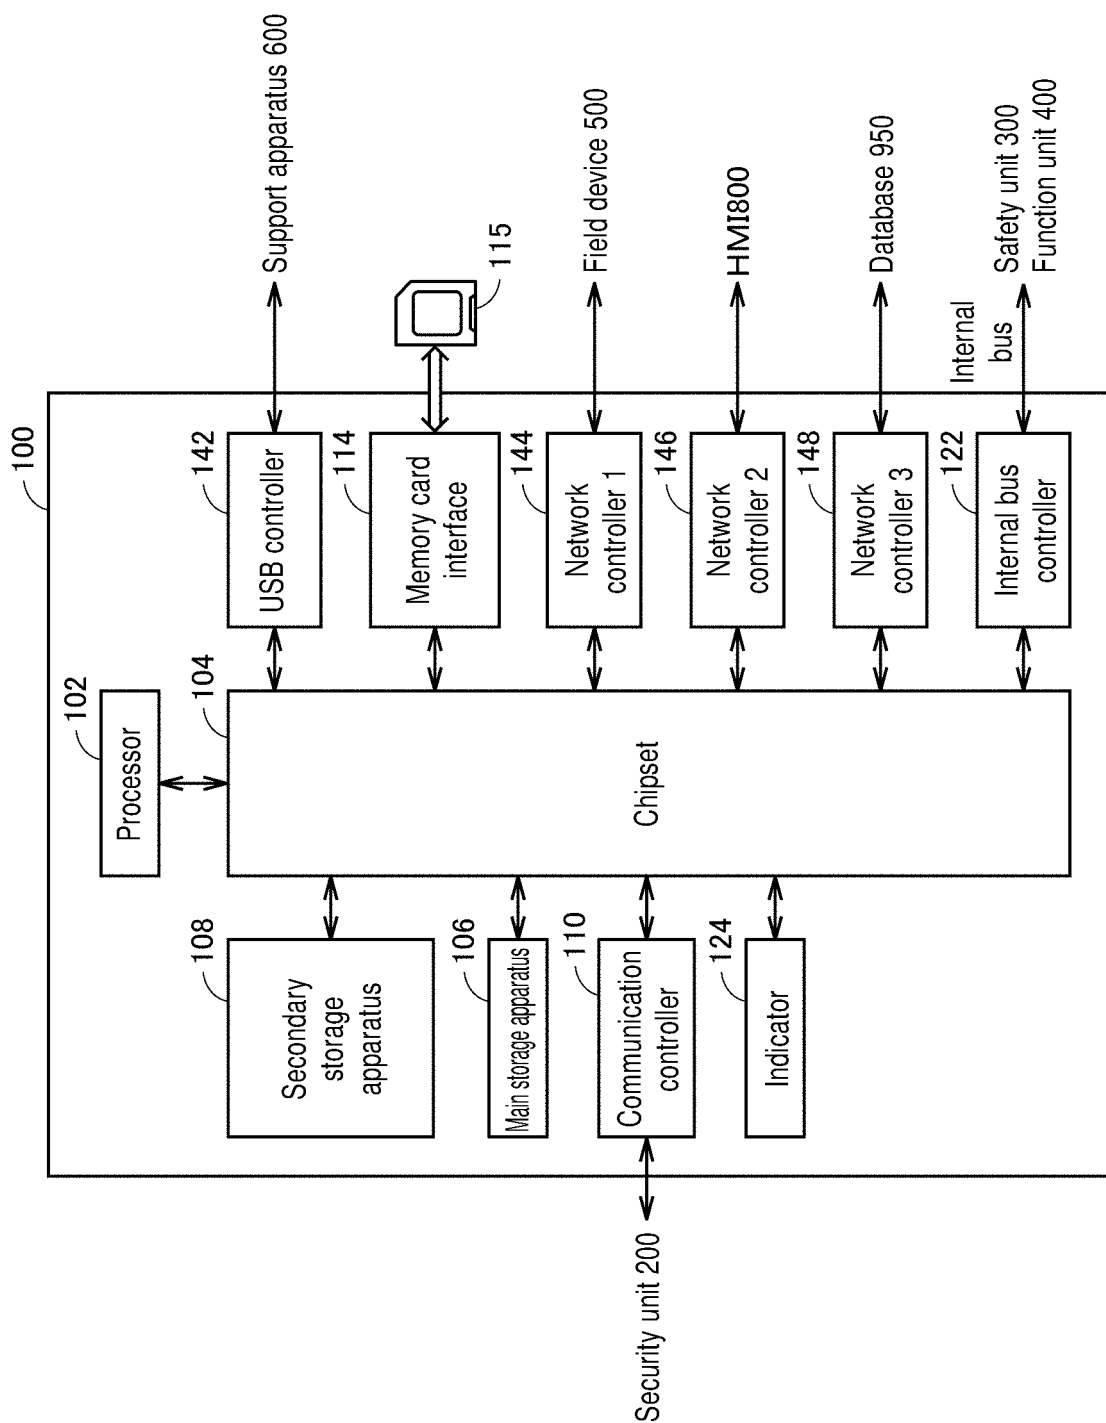 100
102
Processor
104
Chipset
108
Secondary
storage
apparatus
106
Main storage apparatus
110
Communication
controller
124
Indicator
Security unit 200
142
USB controller
Support apparatus 600
114
Memory card
interface
115
144
Network
controller 1
Field device 500
146
Network
controller 2
HMI800
148
Network
controller 3
Database 950
122
Internal bus
controller
Internal
bus
Safety unit 300
Function unit 400